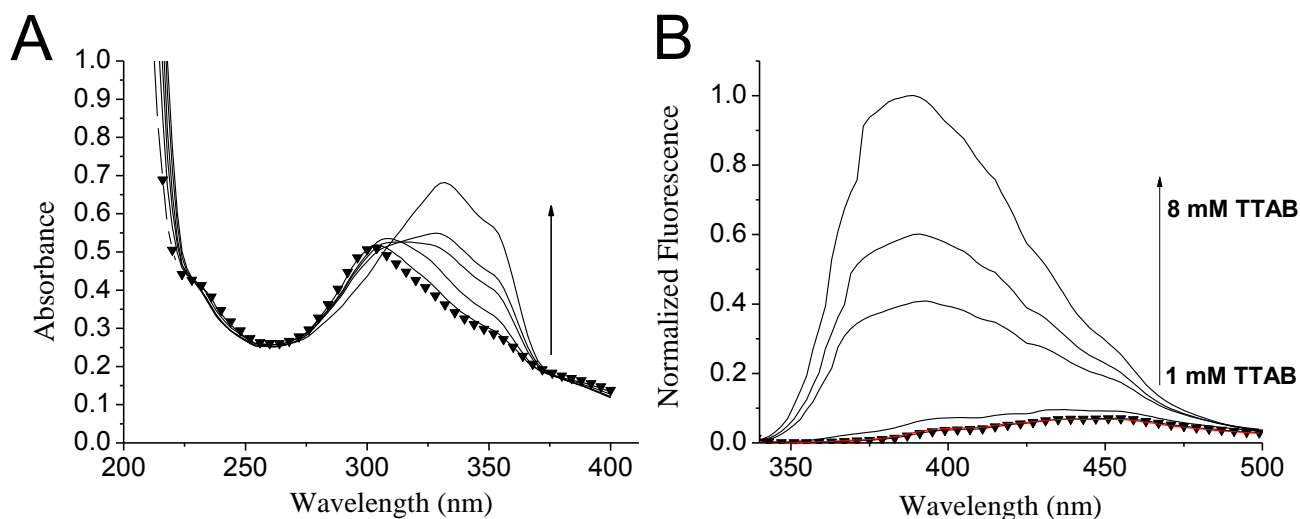 A
1.0
0.9
0.8
0.7
0.6
0.5
0.4
0.3
0.2
0.1
0.0
200 250 300 350 400
Absorbance
Wavelength (nm)
B
1.0
0.8
0.6
0.4
0.2
0.0
350 400 450 500
Normalized Fluorescence
Wavelength (nm)
8 mM TTAB
1 mM TTAB